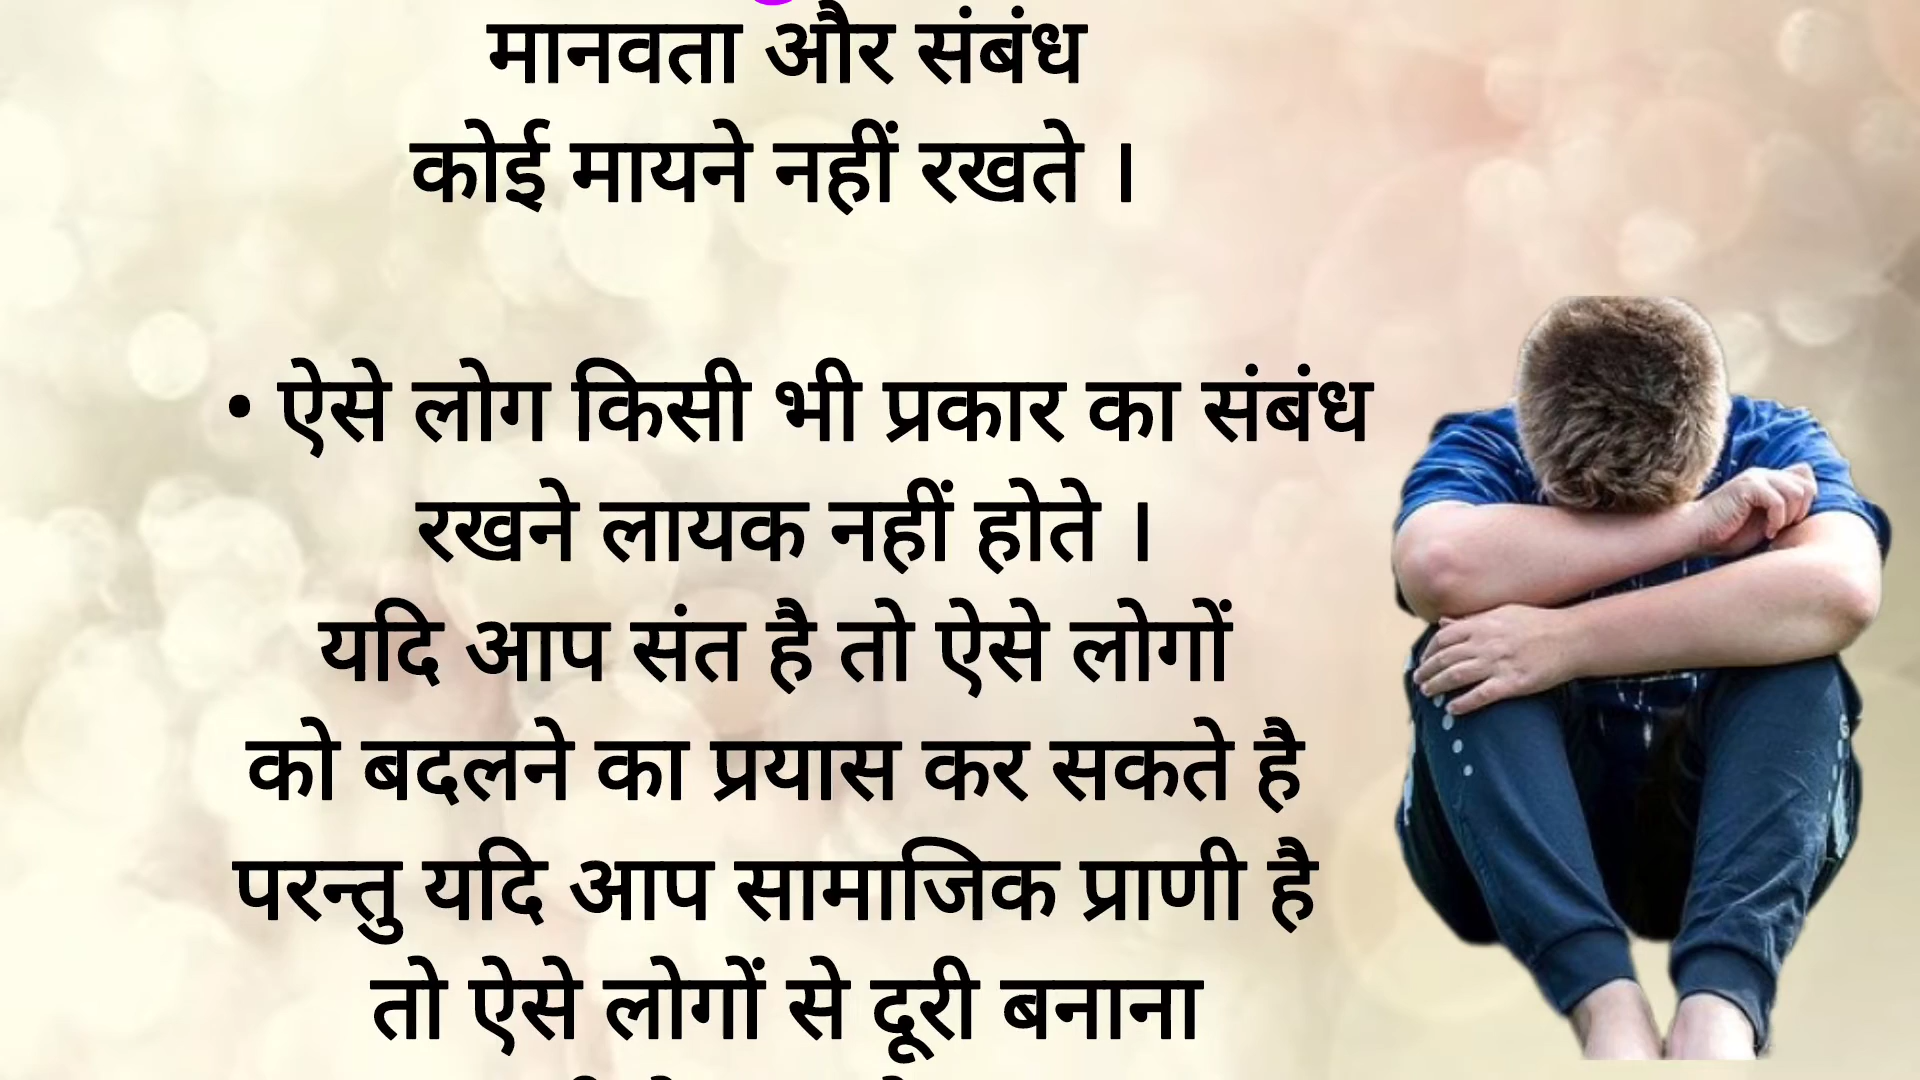 मानवता और संबंध
कोई मायने नहीं रखते ।
• ऐसे लोग किसी भी प्रकार का संबंध
रखने लायक नहीं होते ।
यदि आप संत है तो ऐसे लोगों
को बदलने का प्रयास कर सकते है
परन्तु यदि आप सामाजिक प्राणी है
तो ऐसे लोगों से दूरी बनाना